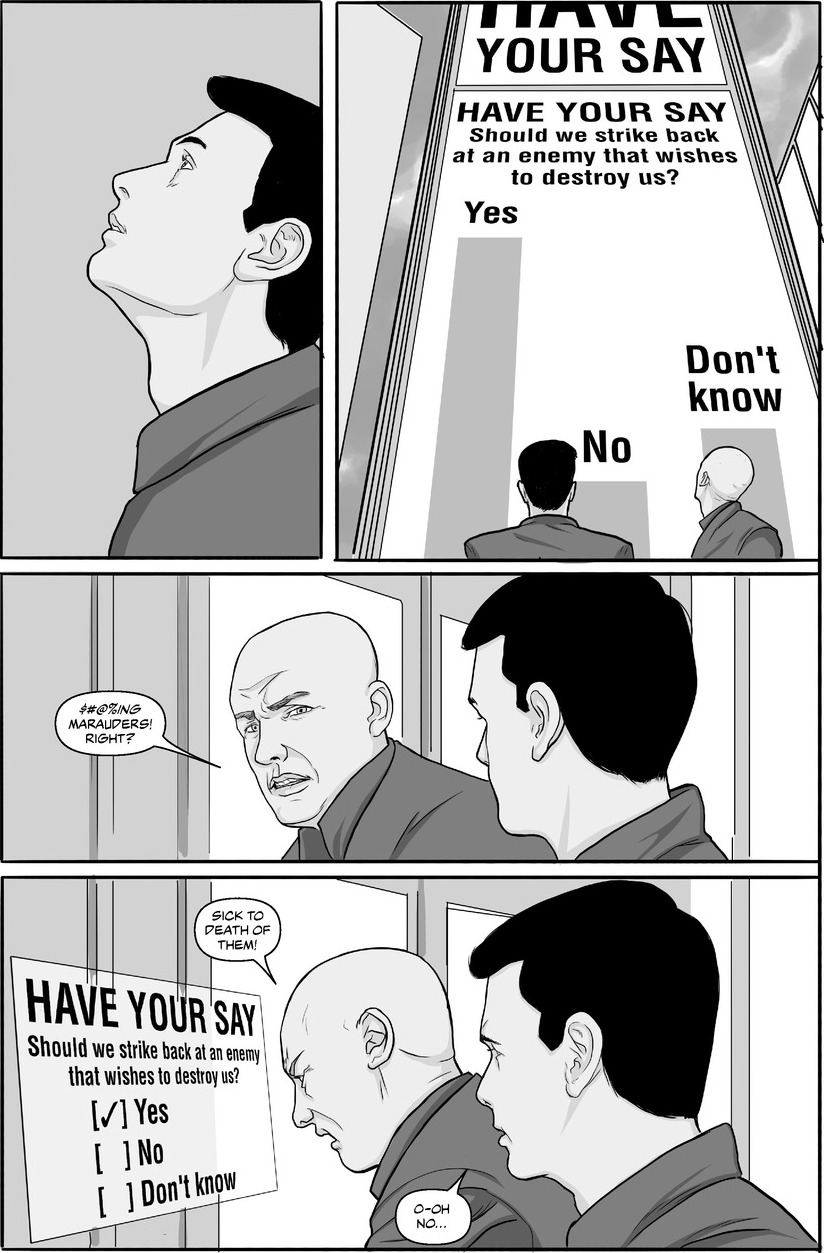 HAVE
YOUR SAY
HAVE YOUR SAY
Should we strike back
at an enemy that wishes
to destroy us?
Yes
No
Don't
know
$#@%ING
MARAUDERS!
RIGHT?
SICK TO
DEATH OF
THEM!
HAVE YOUR SAY
Should we strike back at an enemy
that wishes to destroy us?
[✓] Yes
[ ] No
[ ] Don't know
O-OH
NO...